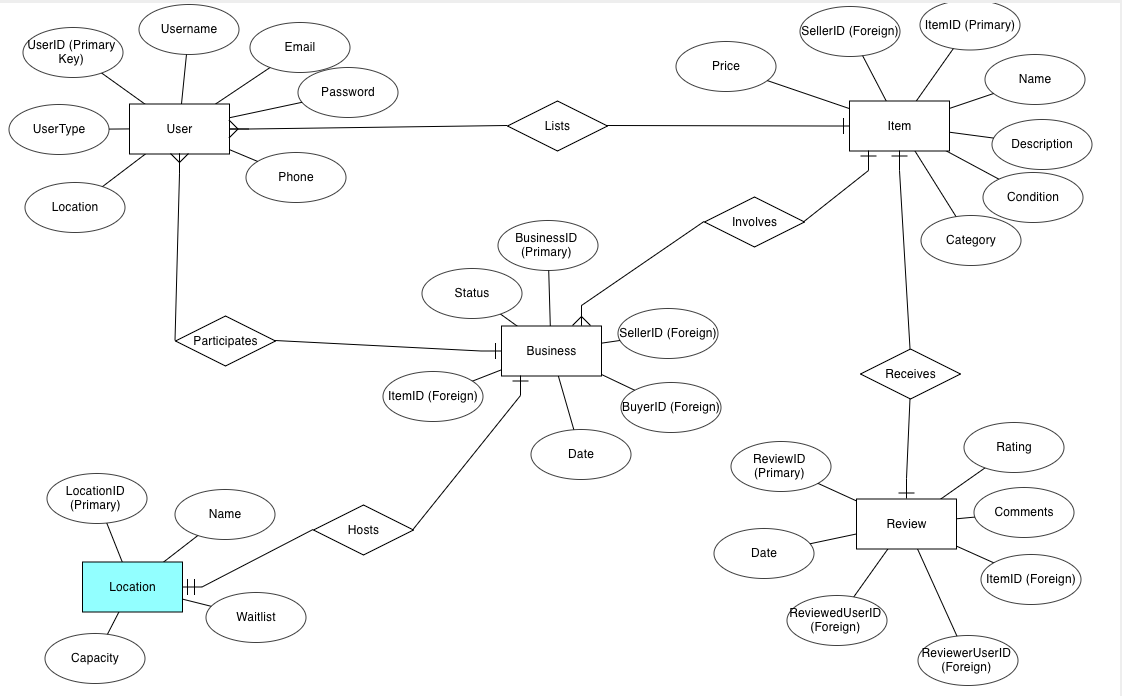 Username
UserID (Primary
Key)
Email
Password
UserType
User
Phone
Location
Lists
SellerID (Foreign)
ItemID (Primary)
Price
Name
Item
Description
Condition
Category
Involves
BusinessID
(Primary)
Status
SellerID (Foreign)
Participates
Business
ItemID (Foreign)
BuyerID (Foreign)
Date
Receives
LocationID
(Primary)
Name
Hosts
Location
Waitlist
Capacity
ReviewID
(Primary)
Rating
Comments
Review
Date
ItemID (Foreign)
ReviewedUserID
(Foreign)
ReviewerUserID
(Foreign)